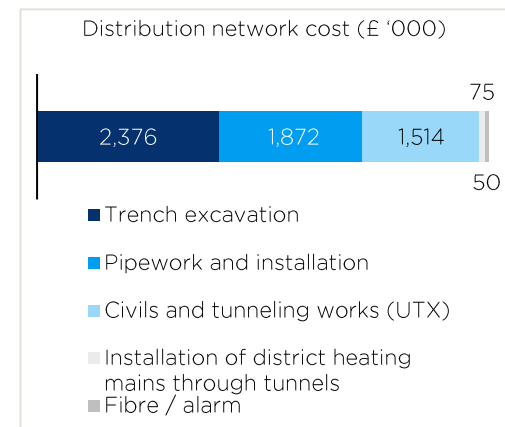 Distribution network cost (£ ‘000)
75
2,376 1,872 1,514
50
Trench excavation
Pipework and installation
Civils and tunneling works (UTX)
Installation of district heating
mains through tunnels
Fibre / alarm